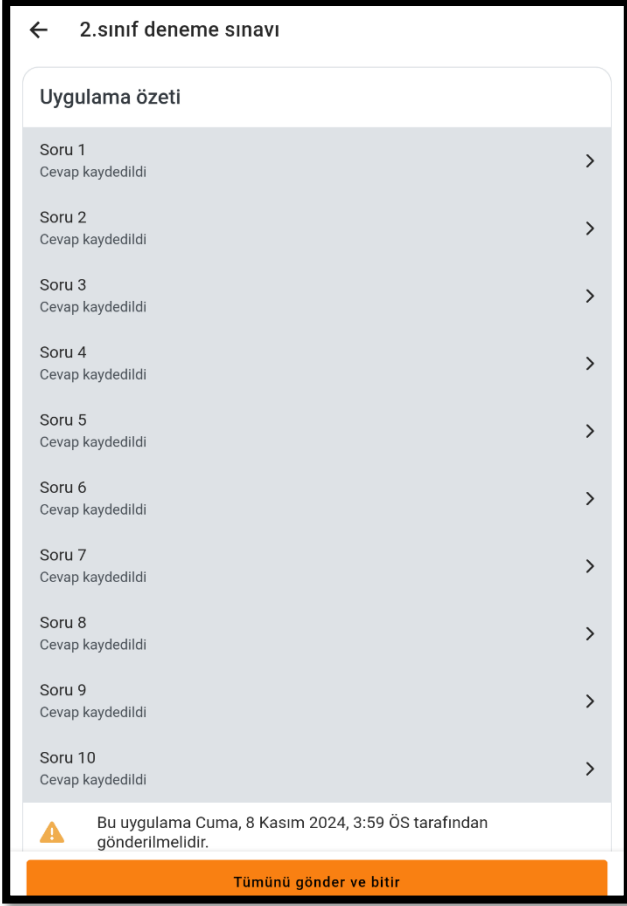 2.sınıf deneme sınavı
Uygulama özeti
Soru 1
Cevap kaydedildi
Soru 2
Cevap kaydedildi
Soru 3
Cevap kaydedildi
Soru 4
Cevap kaydedildi
Soru 5
Cevap kaydedildi
Soru 6
Cevap kaydedildi
Soru 7
Cevap kaydedildi
Soru 8
Cevap kaydedildi
Soru 9
Cevap kaydedildi
Soru 10
Cevap kaydedildi
Bu uygulama Cuma, 8 Kasım 2024, 3:59 ÖS tarafından
gönderilmelidir.
Tümünü gönder ve bitir